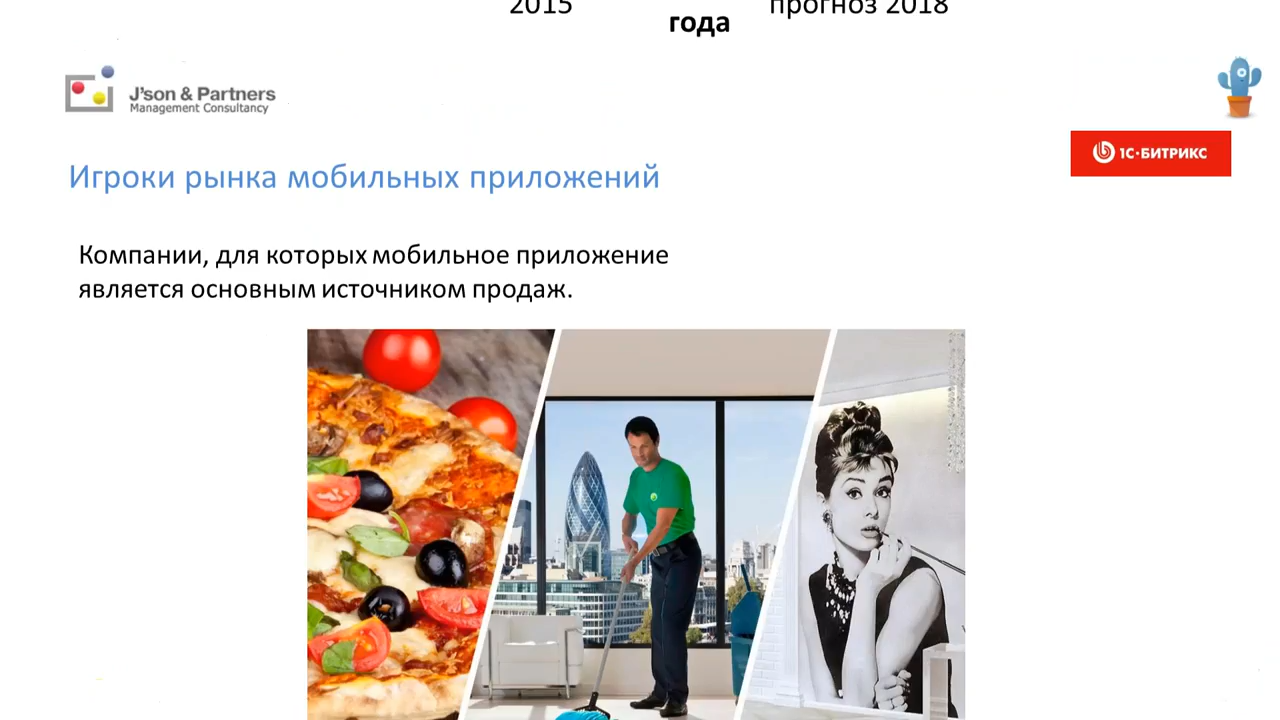 2015
года
прогноз 2018
J'son & Partners
Management Consultancy
1С·БИТРИКС
Игроки рынка мобильных приложений
Компании, для которых мобильное приложение
является основным источником продаж.